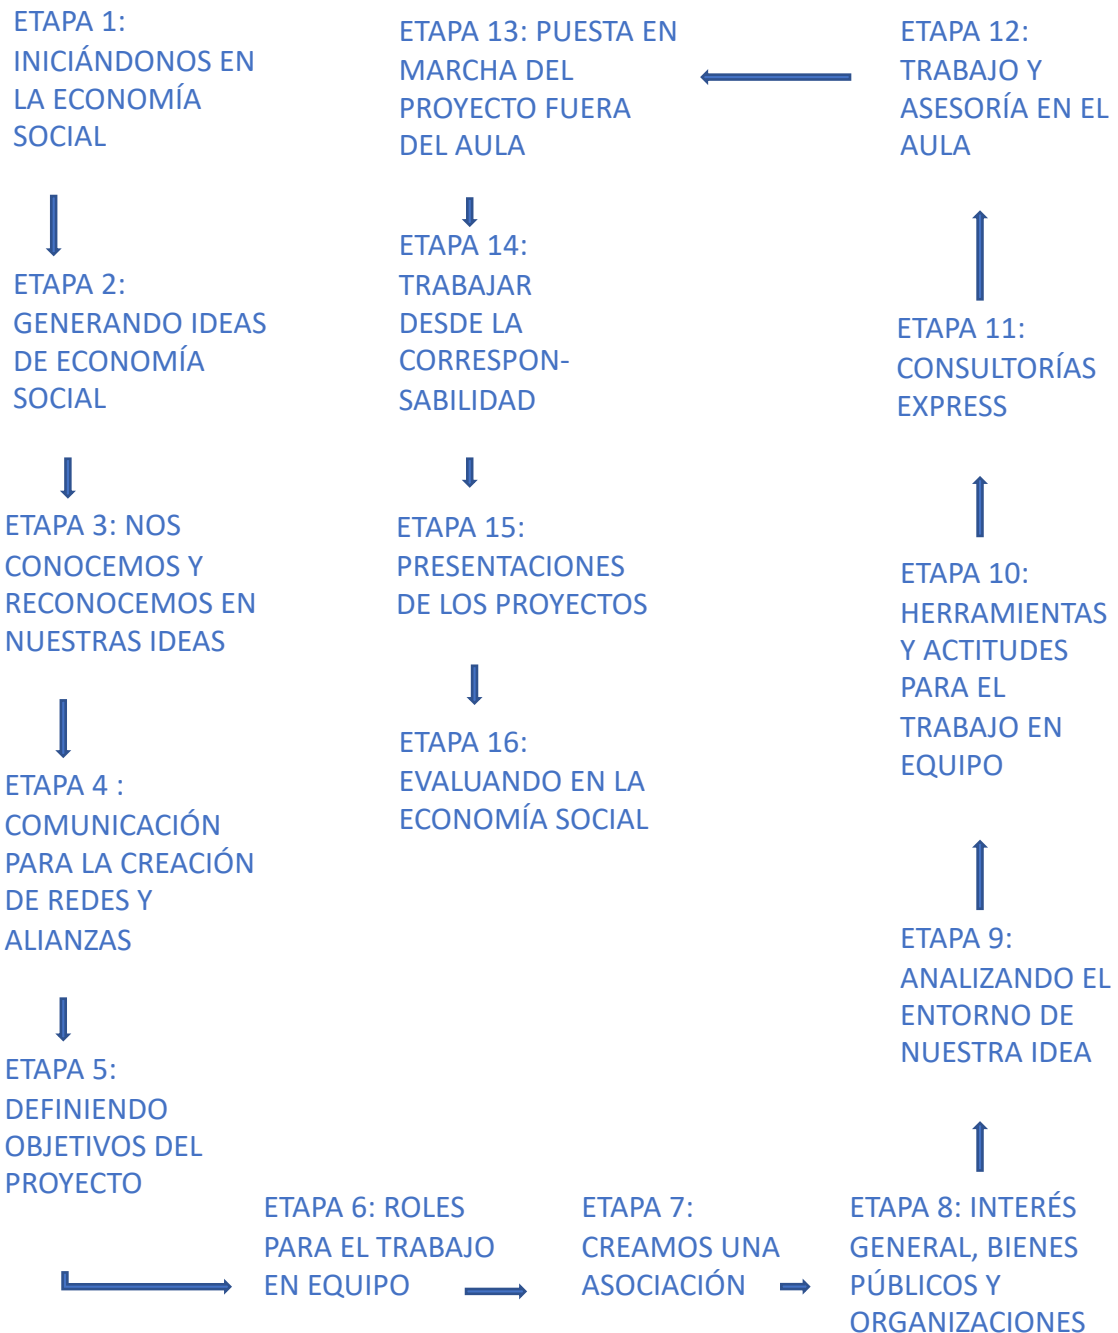 ETAPA 1:
INICIÁNDONOS EN
LA ECONOMÍA
SOCIAL
ETAPA 2:
GENERANDO IDEAS
DE ECONOMÍA
SOCIAL
ETAPA 3: NOS
CONOCEMOS Y
RECONOCEMOS EN
NUESTRAS IDEAS
ETAPA 4 :
COMUNICACIÓN
PARA LA CREACIÓN
DE REDES Y
ALIANZAS
ETAPA 5:
DEFINIENDO
OBJETIVOS DEL
PROYECTO
ETAPA 6: ROLES
PARA EL TRABAJO
EN EQUIPO
ETAPA 7:
CREAMOS UNA
ASOCIACIÓN
ETAPA 8: INTERÉS
GENERAL, BIENES
PÚBLICOS Y
ORGANIZACIONES
ETAPA 9:
ANALIZANDO EL
ENTORNO DE
NUESTRA IDEA
ETAPA 10:
HERRAMIENTAS
Y ACTITUDES
PARA EL
TRABAJO EN
EQUIPO
ETAPA 11:
CONSULTORÍAS
EXPRESS
ETAPA 12:
TRABAJO Y
ASESORÍA EN EL
AULA
ETAPA 13: PUESTA EN
MARCHA DEL
PROYECTO FUERA
DEL AULA
ETAPA 14:
TRABAJAR
DESDE LA
CORRESPON-
SABILIDAD
ETAPA 15:
PRESENTACIONES
DE LOS PROYECTOS
ETAPA 16:
EVALUANDO EN LA
ECONOMÍA SOCIAL